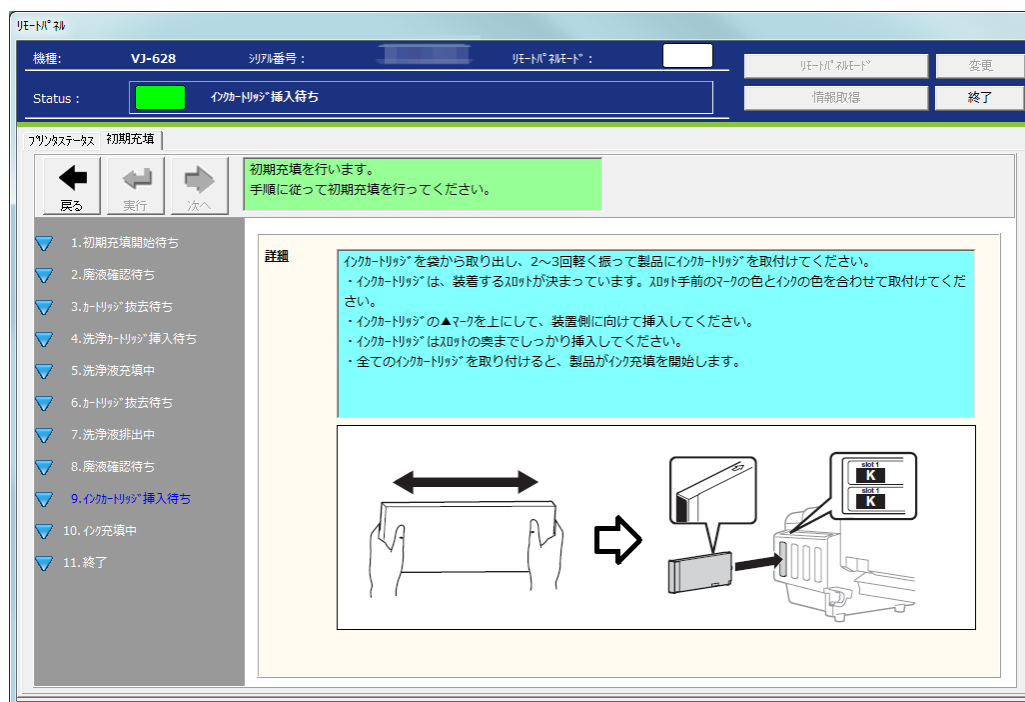 ﾘﾓｰﾄﾊﾟﾈﾙ
機種: VJ-628 ｼﾘｱﾙ番号： ﾘﾓｰﾄﾊﾟﾈﾙﾓｰﾄﾞ：
ﾘﾓｰﾄﾊﾟﾈﾙﾓｰﾄﾞ 変更
Status： ｲﾝｸｶｰﾄﾘｯｼﾞ挿入待ち
情報取得 終了
ﾌﾟﾘﾝﾀｽﾃｰﾀｽ 初期充填
戻る 実行 次へ
初期充填を行います。
手順に従って初期充填を行ってください。
1.初期充填開始待ち
2.廃液確認待ち
3.ｶｰﾄﾘｯｼﾞ抜去待ち
4.洗浄ｶｰﾄﾘｯｼﾞ挿入待ち
5.洗浄液充填中
6.ｶｰﾄﾘｯｼﾞ抜去待ち
7.洗浄液排出中
8.廃液確認待ち
9.ｲﾝｸｶｰﾄﾘｯｼﾞ挿入待ち
10.ｲﾝｸ充填中
11.終了
詳細
ｲﾝｸｶｰﾄﾘｯｼﾞを袋から取り出し、2～3回軽く振って製品にｲﾝｸｶｰﾄﾘｯｼﾞを取付けてください。
・ｲﾝｸｶｰﾄﾘｯｼﾞは、装着するｽﾛｯﾄが決まっています。ｽﾛｯﾄ手前のﾏｰｸの色とｲﾝｸの色を合わせて取付けてくだ
さい。
・ｲﾝｸｶｰﾄﾘｯｼﾞの▲ﾏｰｸを上にして、装置側に向けて挿入してください。
・ｲﾝｸｶｰﾄﾘｯｼﾞはｽﾛｯﾄの奥までしっかり挿入してください。
・全てのｲﾝｸｶｰﾄﾘｯｼﾞを取り付けると、製品がｲﾝｸ充填を開始します。
slot 1
K
slot 1
K